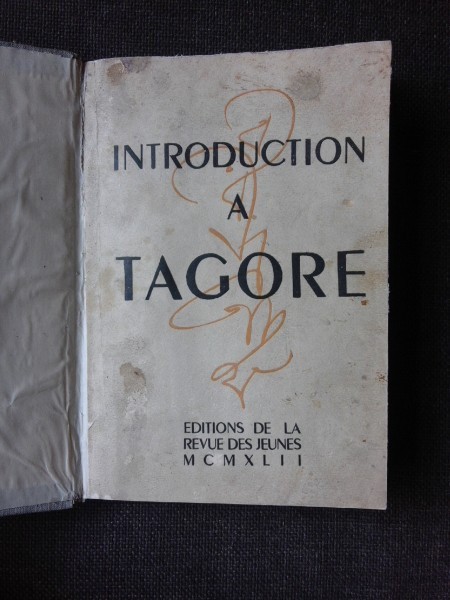 INTRODUCTION
A
TAGORE
EDITIONS DE LA
REVUE DES JEUNES
MCMXLII